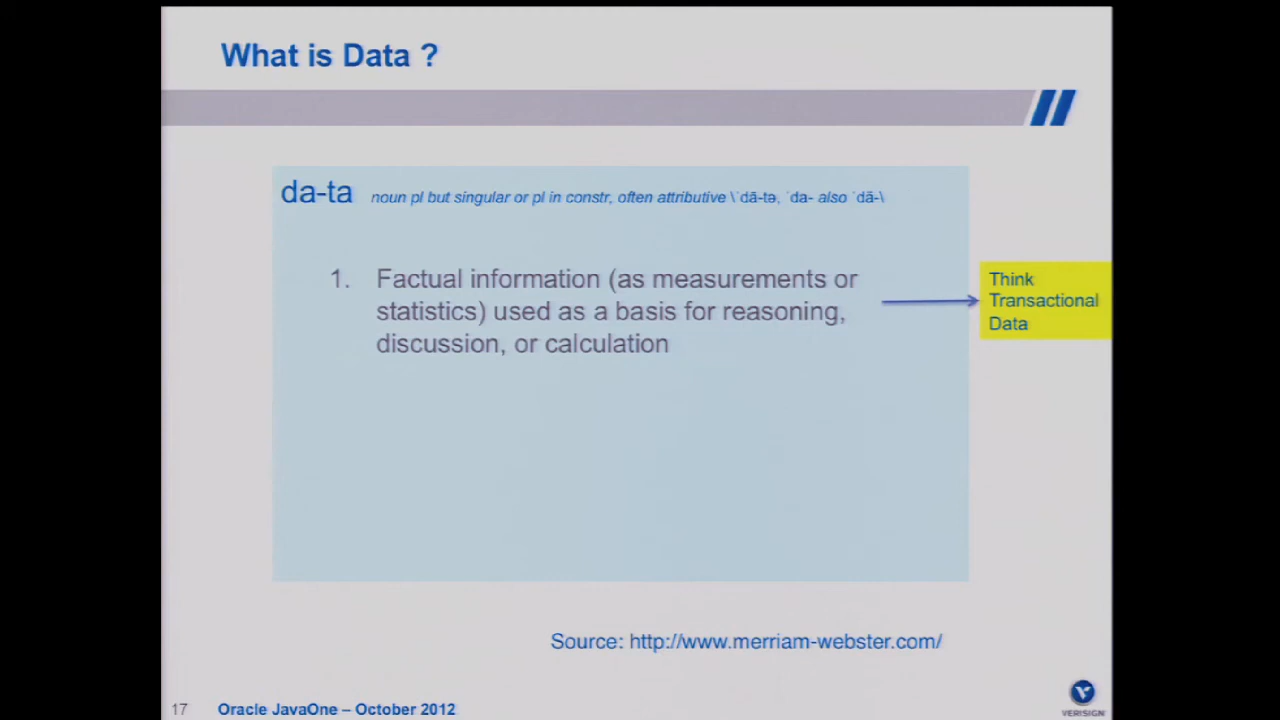 What is Data ?
da-ta noun pl but singular or pl in constr, often attributive \ˈdā-tə, ˈda- also ˈdä-\
1. Factual information (as measurements or
statistics) used as a basis for reasoning,
discussion, or calculation
Think
Transactional
Data
Source: http://www.merriam-webster.com/
17 Oracle JavaOne – October 2012
VERISIGN